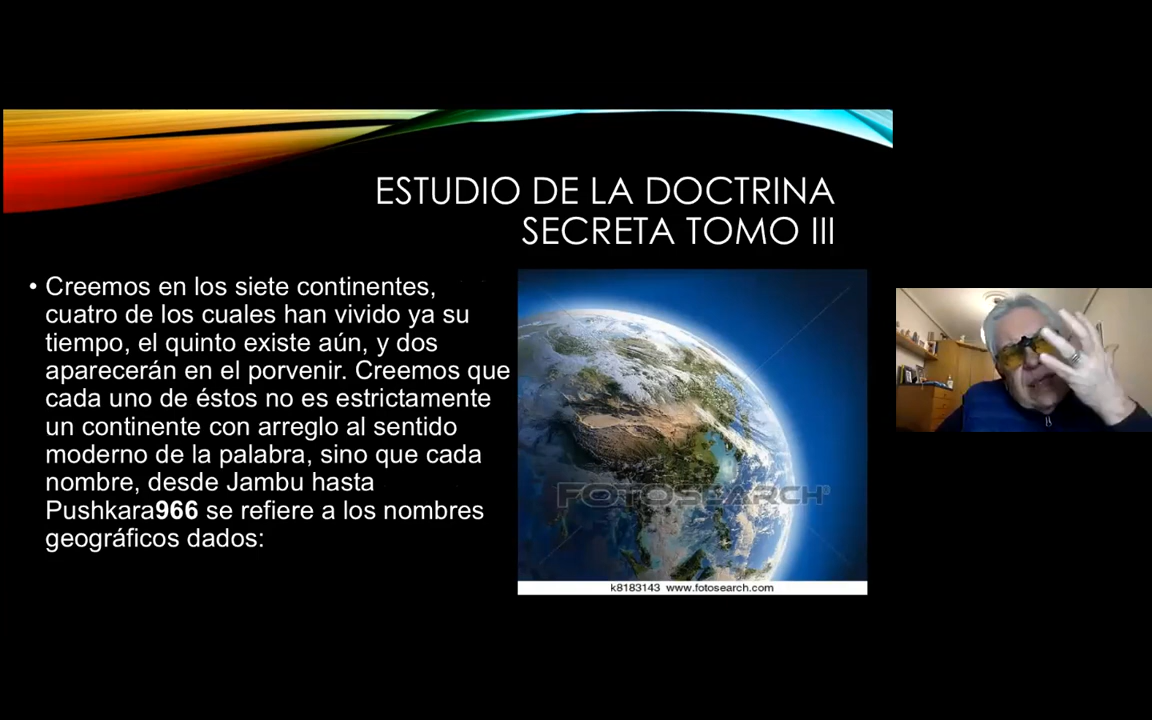 ESTUDIO DE LA DOCTRINA
SECRETA TOMO III
• Creemos en los siete continentes,
cuatro de los cuales han vivido ya su
tiempo, el quinto existe aún, y dos
aparecerán en el porvenir. Creemos que
cada uno de éstos no es estrictamente
un continente con arreglo al sentido
moderno de la palabra, sino que cada
nombre, desde Jambu hasta
Pushkara966 se refiere a los nombres
geográficos dados:
FOTOSEARCH®
k8183143 www.fotosearch.com